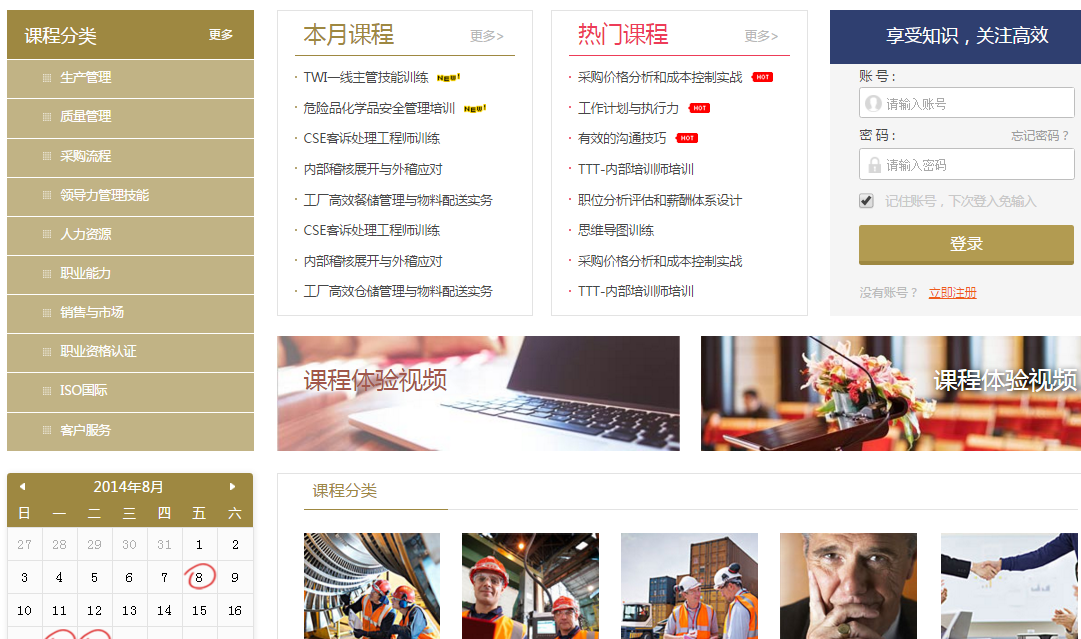 课程分类 更多
生产管理
质量管理
采购流程
领导力管理技能
人力资源
职业能力
销售与市场
职业资格认证
ISO国际
客户服务
本月课程 更多>
· TWI一线主管技能训练 NEW!
· 危险品化学品安全管理培训 NEW!
· CSE客诉处理工程师训练
· 内部稽核展开与外稽应对
· 工厂高效餐储管理与物料配送实务
· CSE客诉处理工程师训练
· 内部稽核展开与外稽应对
· 工厂高效仓储管理与物料配送实务
热门课程 更多>
· 采购价格分析和成本控制实战 HOT
· 工作计划与执行力 HOT
· 有效的沟通技巧 HOT
· TTT-内部培训师培训
· 职位分析评估和薪酬体系设计
· 思维导图训练
· 采购价格分析和成本控制实战
· TTT-内部培训师培训
享受知识，关注高效
账 号 :
请输入账号
密 码 : 忘记密码？
请输入密码
记住账号，下次登入免输入
登录
没有账号？ 立即注册
课程体验视频
课程体验视频
2014年8月
日 一 二 三 四 五 六
27 28 29 30 31 1 2
3 4 5 6 7 8 9
10 11 12 13 14 15 16
课程分类